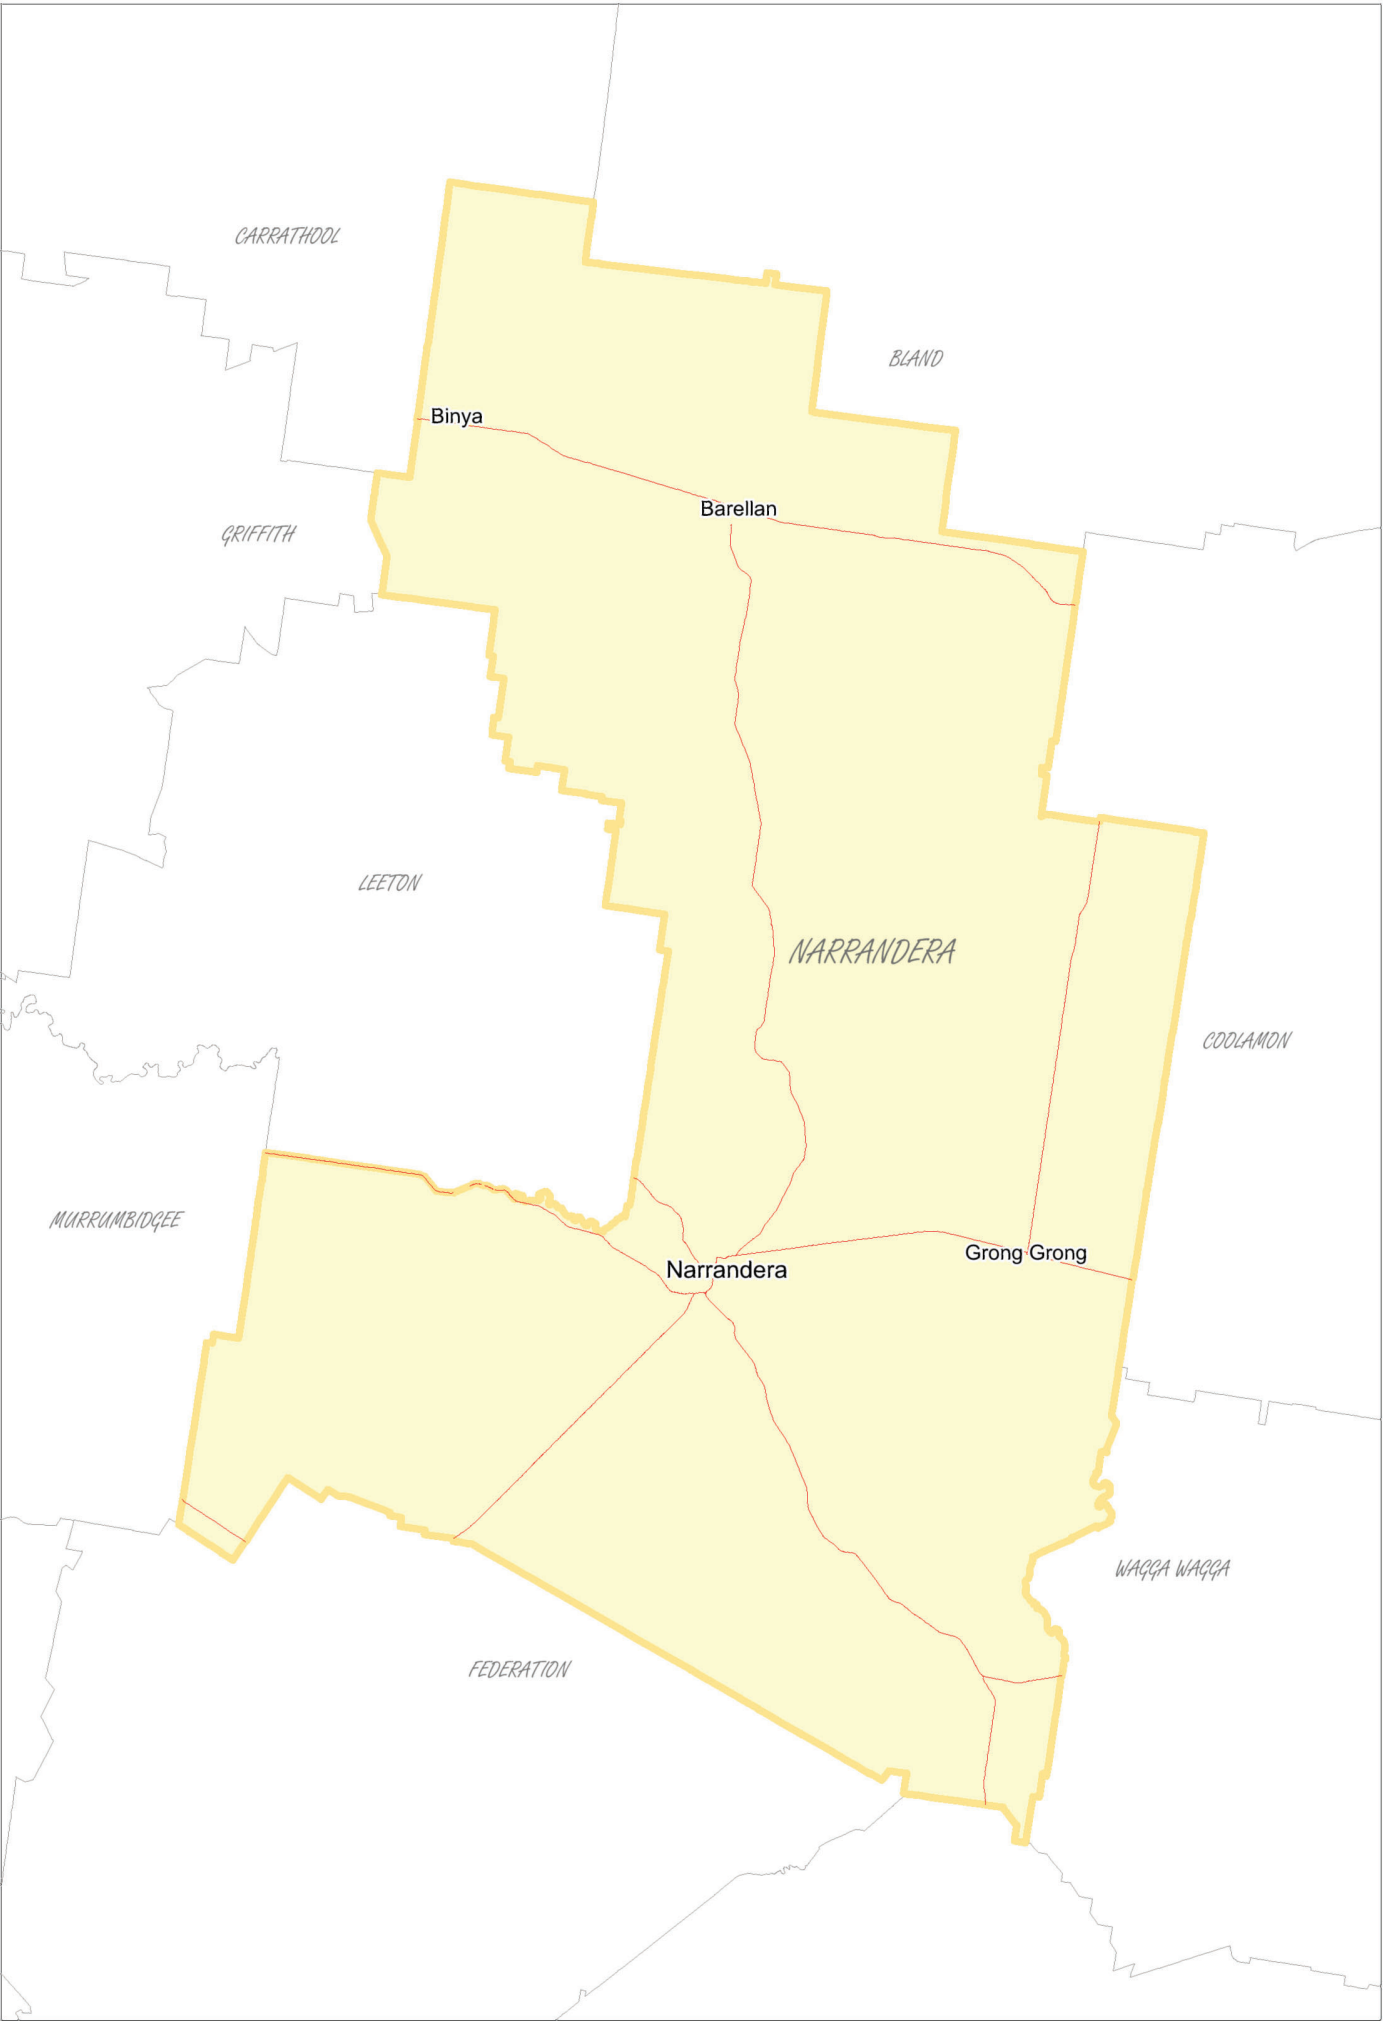 CARRATHOOL
BLAND
Binya
Barellan
GRIFFITH
LEETON
NARRANDERA
COOLAMON
MURRUMBIDGEE
Grong Grong
Narrandera
WAGGA WAGGA
FEDERATION